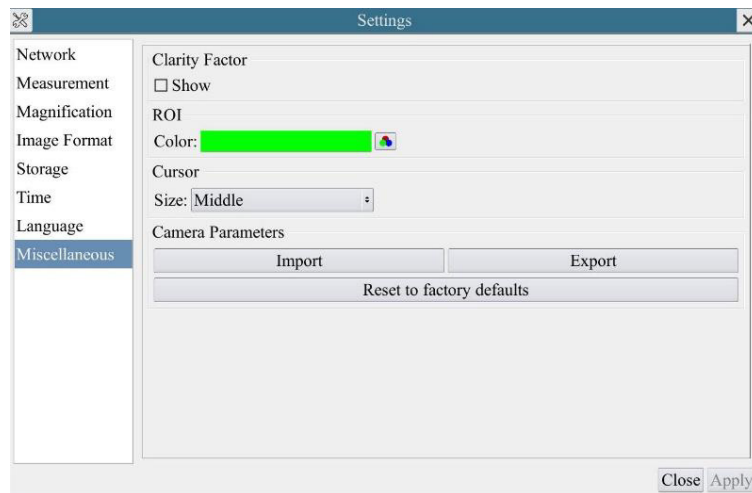 Settings
Network
Measurement
Magnification
Image Format
Storage
Time
Language
Miscellaneous
Clarity Factor
Show
ROI
Color:
Cursor
Size: Middle
Camera Parameters
Import Export
Reset to factory defaults
Close Apply